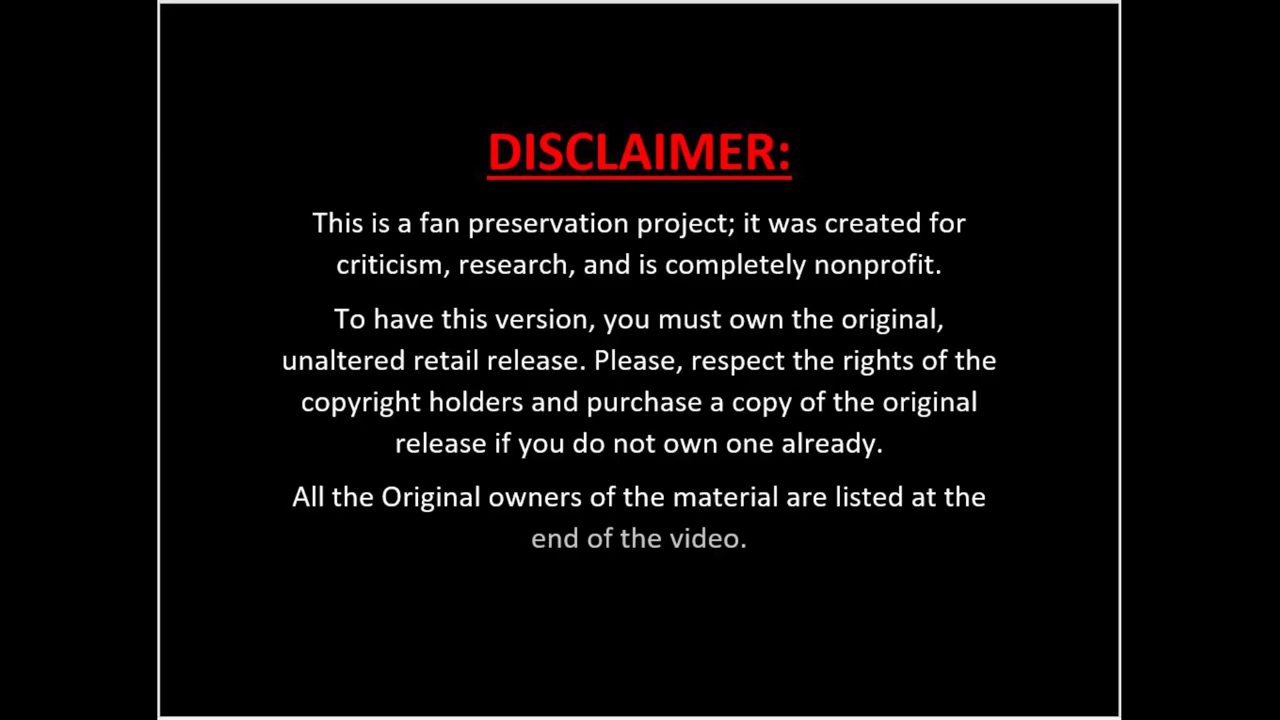 DISCLAIMER:
This is a fan preservation project; it was created for
criticism, research, and is completely nonprofit.
To have this version, you must own the original,
unaltered retail release. Please, respect the rights of the
copyright holders and purchase a copy of the original
release if you do not own one already.
All the Original owners of the material are listed at the
end of the video.